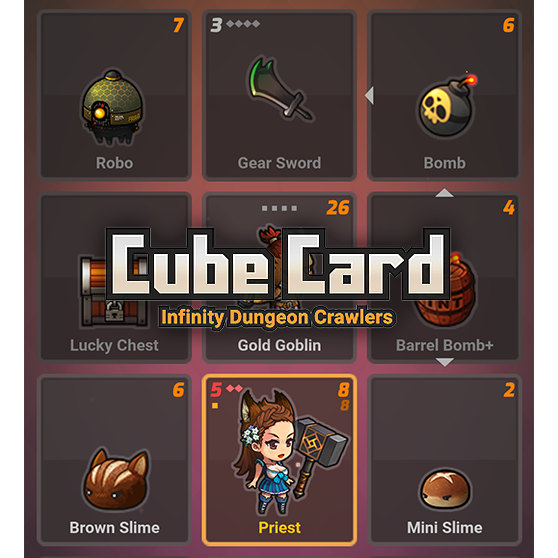 7
3
6
Robo
Gear Sword
Bomb
26
4
Cube Card
Infinity Dungeon Crawlers
Lucky Chest
Gold Goblin
Barrel Bomb+
6
5
8
8
2
Brown Slime
Priest
Mini Slime